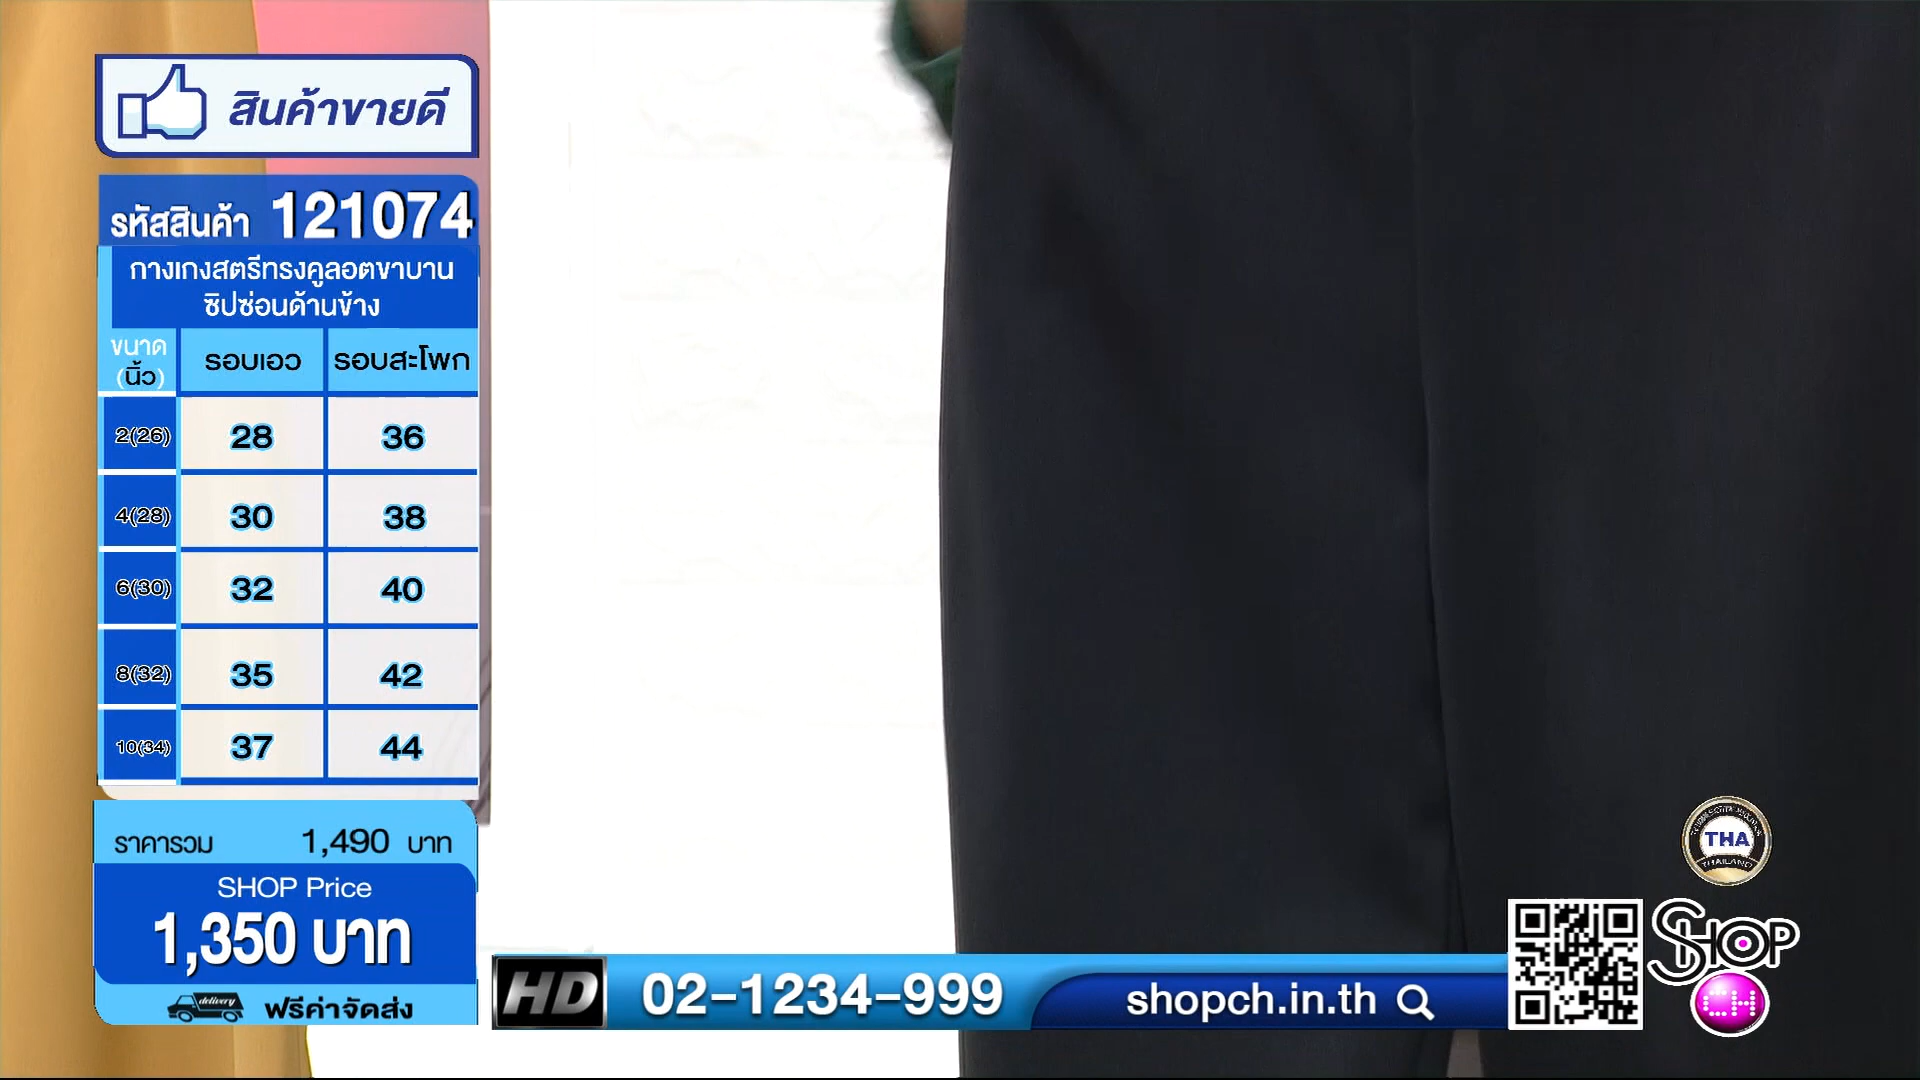 สินค้าขายดี
รหัสสินค้า 121074
กางเกงสตรีทรงคูลอตขาบาน
ซิปซ่อนด้านข้าง
ขนาด (นิ้ว) รอบเอว รอบสะโพก
2(26) 28 36
4(28) 30 38
6(30) 32 40
8(32) 35 42
10(34) 37 44
ราคารวม 1,490 บาท
SHOP Price
1,350 บาท
delivery ฟรีค่าจัดส่ง
HD 02-1234-999 shopch.in.th
THA
THAILAND
SHOP
CH